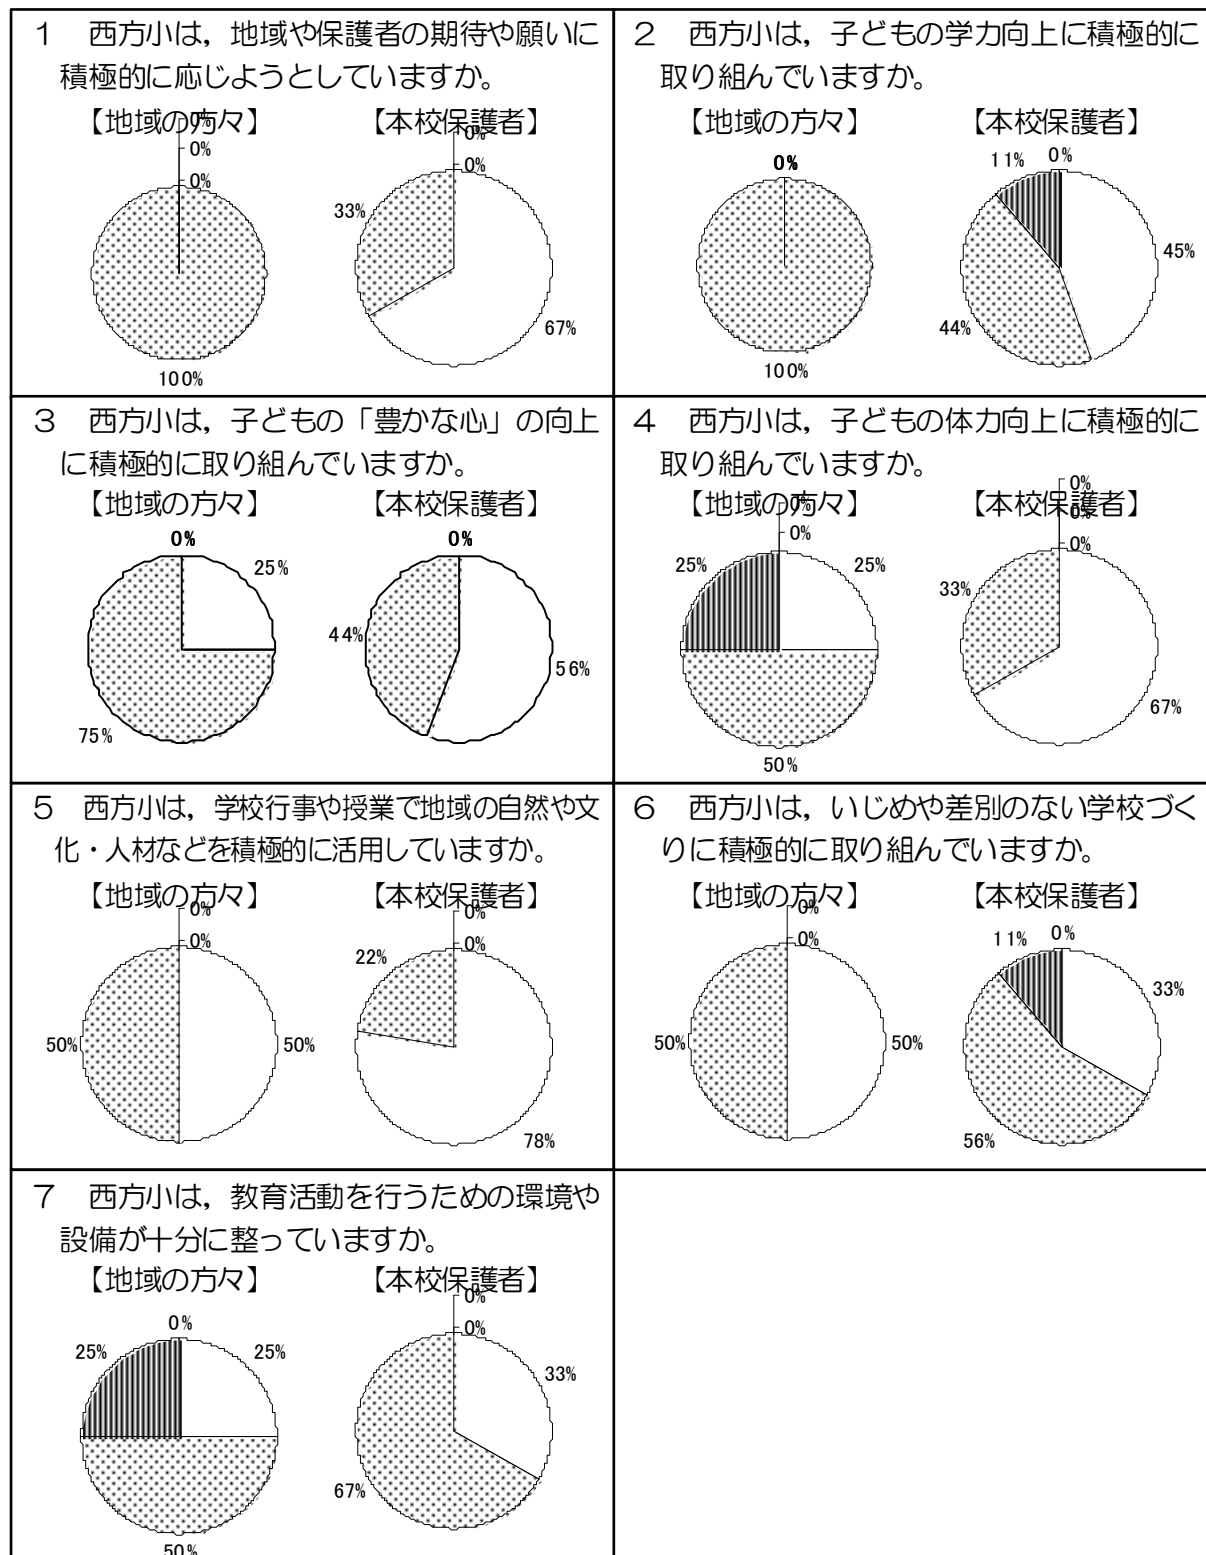 1　西方小は，地域や保護者の期待や願いに
積極的に応じようとしていますか。
【地域の方々】　【本校保護者】
0%
0%
0%
100%
0%
0%
33%
67%
2　西方小は，子どもの学力向上に積極的に
取り組んでいますか。
【地域の方々】　【本校保護者】
0%
100%
11%
0%
45%
44%
3　西方小は，子どもの「豊かな心」の向上
に積極的に取り組んでいますか。
【地域の方々】　【本校保護者】
0%
25%
75%
0%
44%
56%
4　西方小は，子どもの体力向上に積極的に
取り組んでいますか。
【地域の方々】　【本校保護者】
0%
0%
25%
25%
50%
0%
0%
0%
33%
67%
5　西方小は，学校行事や授業で地域の自然や文
化・人材などを積極的に活用していますか。
【地域の方々】　【本校保護者】
0%
0%
50%
50%
0%
0%
22%
78%
6　西方小は，いじめや差別のない学校づく
りに積極的に取り組んでいますか。
【地域の方々】　【本校保護者】
0%
0%
50%
50%
11%
0%
33%
56%
7　西方小は，教育活動を行うための環境や
設備が十分に整っていますか。
【地域の方々】　【本校保護者】
0%
25%
25%
50%
0%
0%
33%
67%